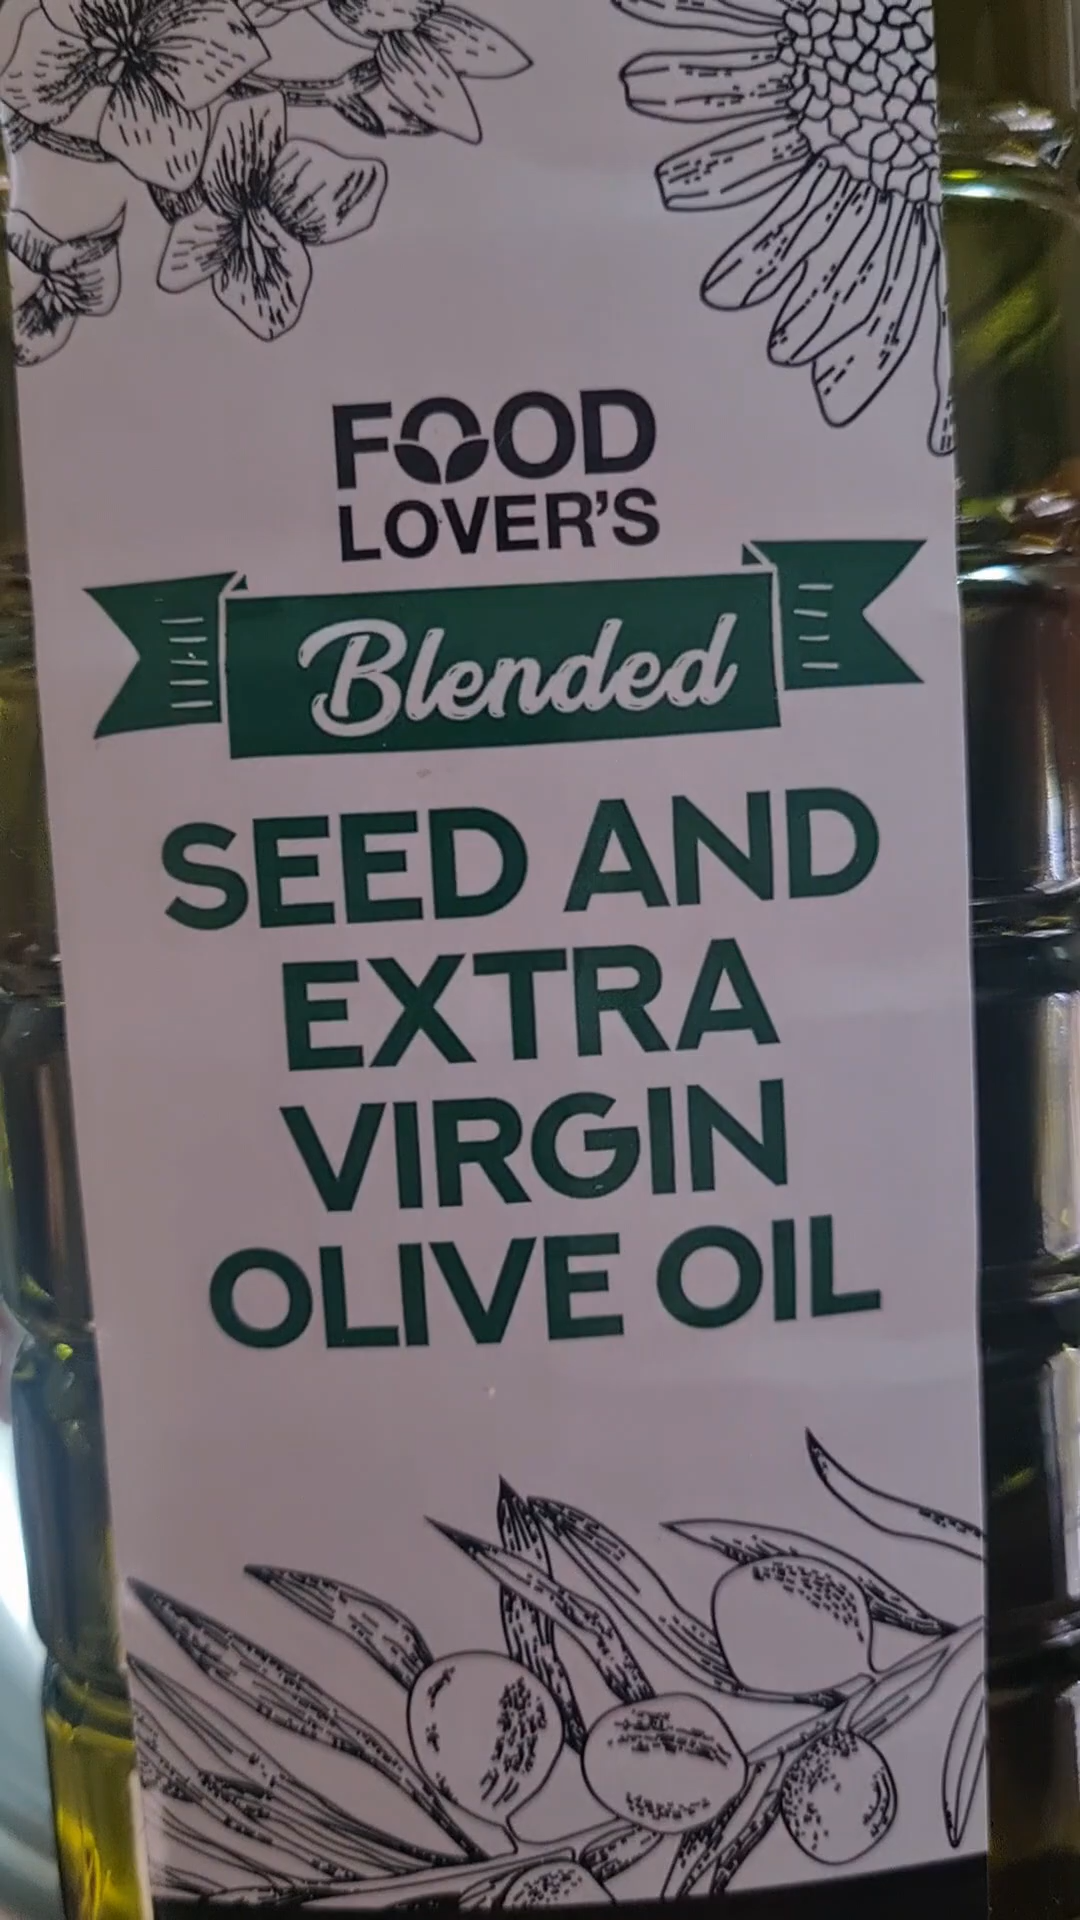 FOOD
LOVER'S
Blended
SEED AND
EXTRA
VIRGIN
OLIVE OIL